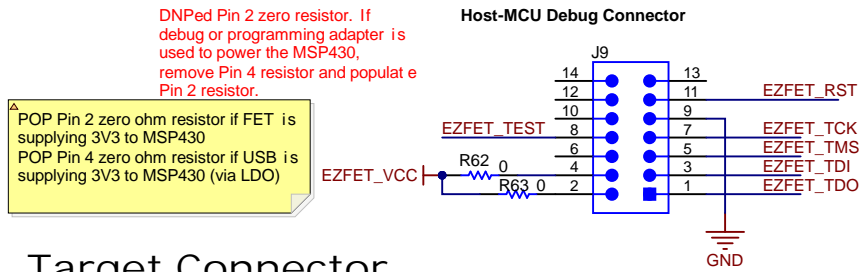 DNPed Pin 2 zero resistor. If
debug or programming adapter is
used to power the MSP430,
remove Pin 4 resistor and populat e
Pin 2 resistor.
Host-MCU Debug Connector
POP Pin 2 zero ohm resistor if FET is
supplying 3V3 to MSP430
POP Pin 4 zero ohm resistor if USB is
supplying 3V3 to MSP430 (via LDO)
J9
14 13
12 11 EZFET_RST
10 9
EZFET_TEST 8 7 EZFET_TCK
6 5 EZFET_TMS
EZFET_VCC R62 0 4 3 EZFET_TDI
R63 0 2 1 EZFET_TDO
GND
Target Connector